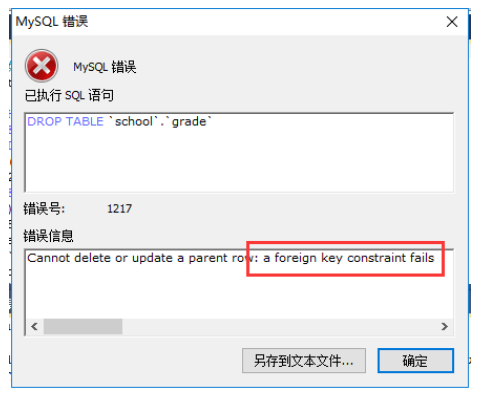 MySQL 错误
MySQL 错误
已执行 SQL 语句
DROP TABLE `school`.`grade`
错误号: 1217
错误信息
Cannot delete or update a parent row: a foreign key constraint fails
另存到文本文件...
确定